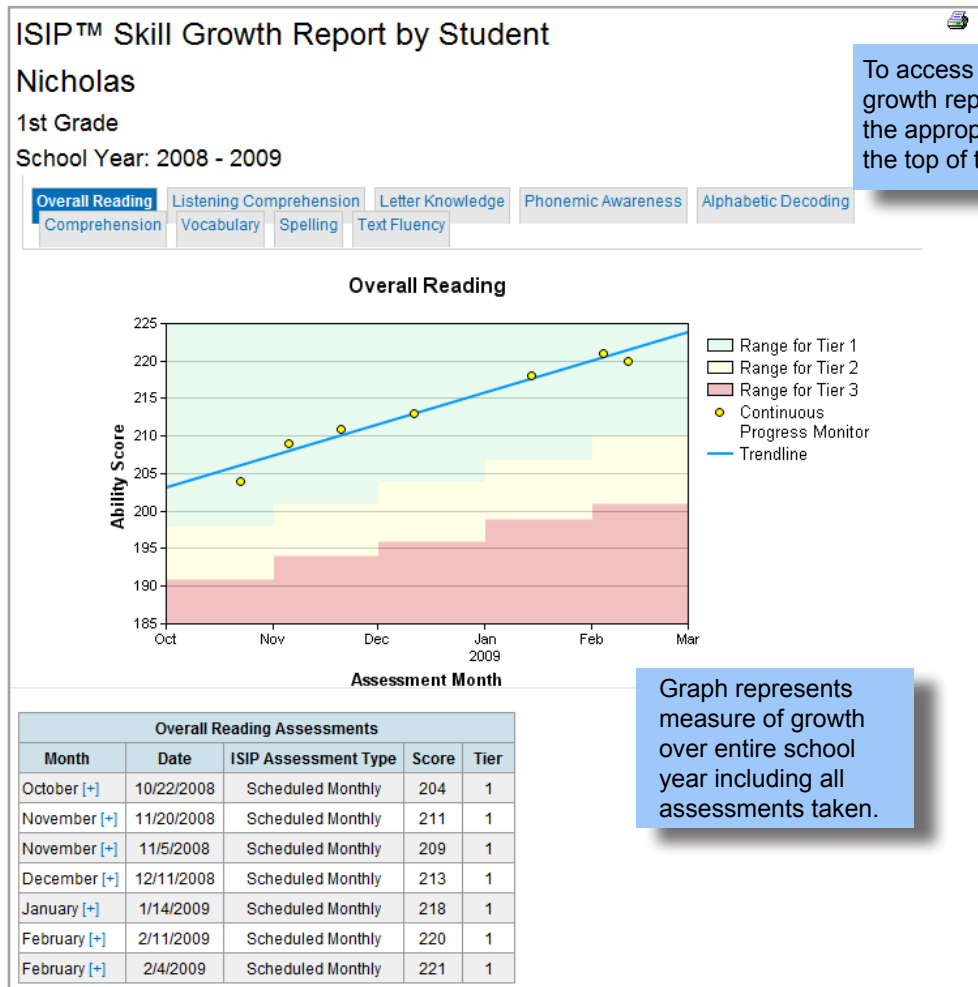 ISIP™ Skill Growth Report by Student
Nicholas
1st Grade
School Year: 2008 - 2009
To access
growth
the
the top of
Overall Reading Listening Comprehension Letter Knowledge Phonemic Awareness Alphabetic Decoding
Comprehension Vocabulary Spelling Text Fluency
Overall Reading
225
220
215
210
205
200
195
190
185
Ability Score
Oct Nov Dec Jan Feb Mar
2009
Assessment Month
Range for Tier 1
Range for Tier 2
Range for Tier 3
Continuous
Progress Monitor
Trendline
Graph represents
measure of growth
over entire school
year including all
assessments taken.
Overall Reading Assessments
Month Date ISIP Assessment Type Score Tier
October [+] 10/22/2008 Scheduled Monthly 204 1
November [+] 11/20/2008 Scheduled Monthly 211 1
November [+] 11/5/2008 Scheduled Monthly 209 1
December [+] 12/11/2008 Scheduled Monthly 213 1
January [+] 1/14/2009 Scheduled Monthly 218 1
February [+] 2/11/2009 Scheduled Monthly 220 1
February [+] 2/4/2009 Scheduled Monthly 221 1